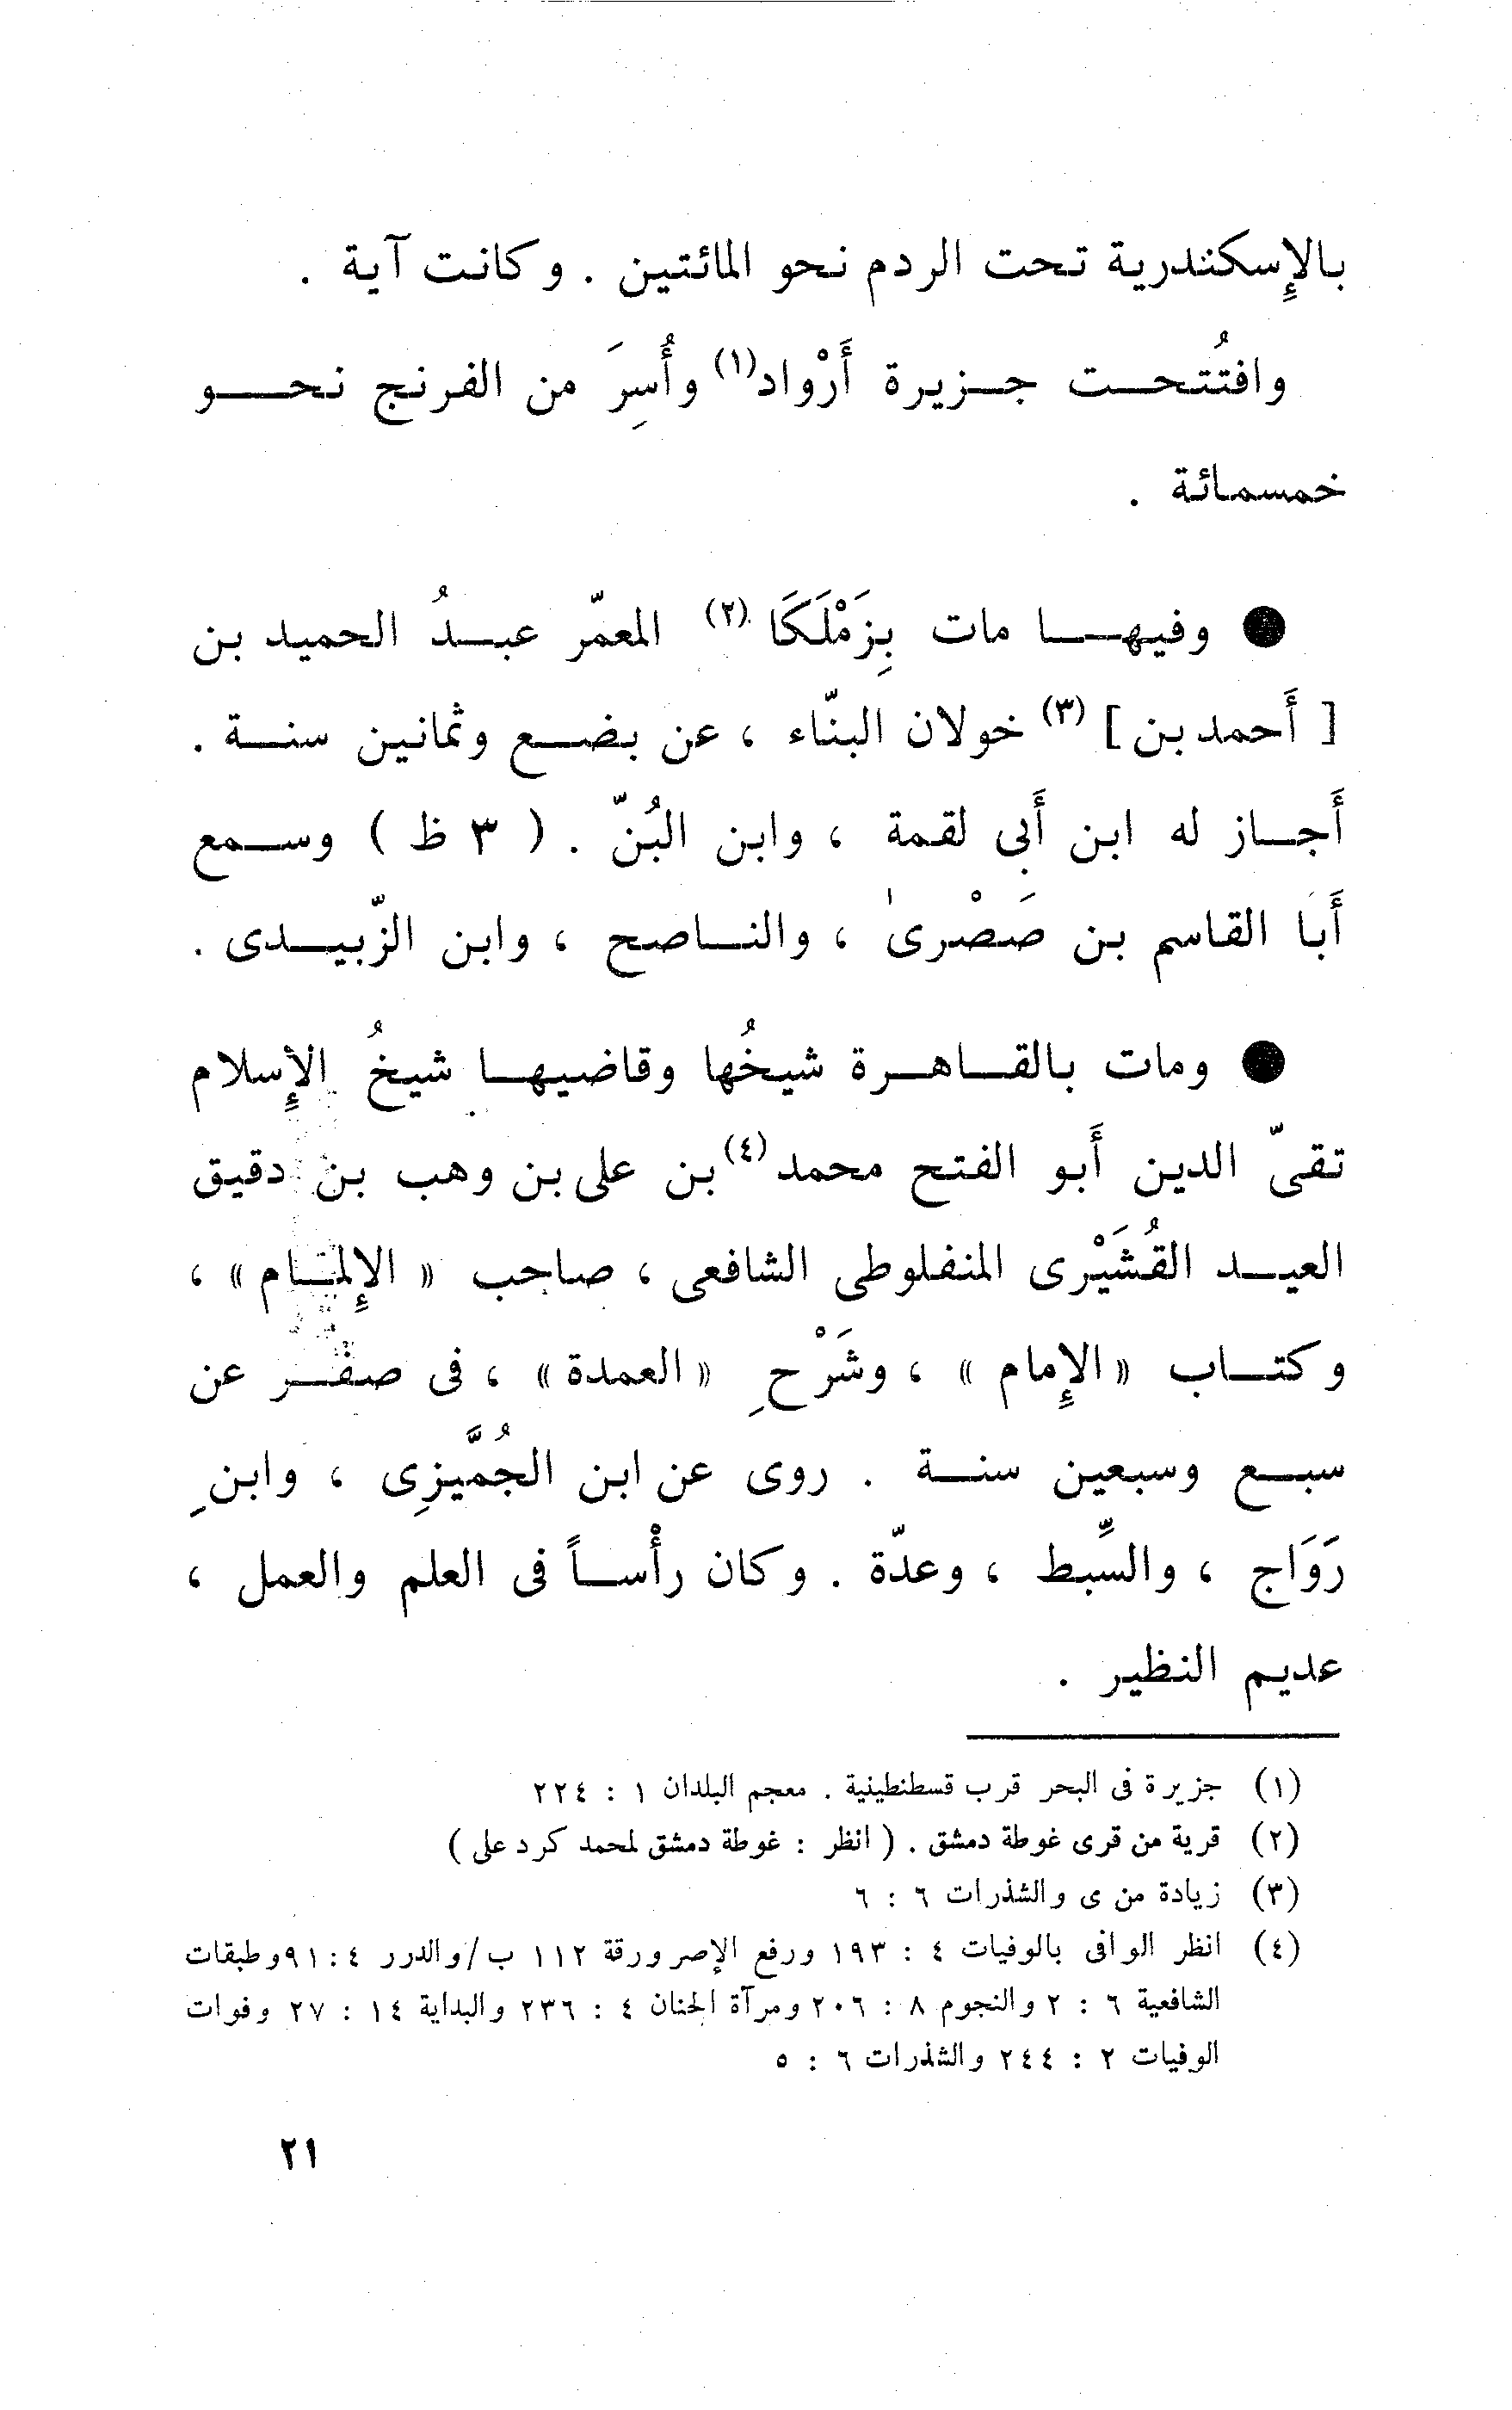 بالإسكندرية تحت الردم نحو المائتين . وكانت آية .
وافتُتحت جزيرة أَرْواد(١) وأُسِرَ من الفرنج نحو
خمسمائة .
● وفيها مات بِزَمْلَكَا (٢) المعمّر عبدُ الحميد بن
[ أَحمد بن ] (٣) خولان البنّاء ، عن بضع وثمانين سنة .
أَجاز له ابن أَبي لقمة ، وابن البُنّ . ( ٣ ظ ) وسمع
أَبا القاسم بن صَصْرىٰ ، والناصح ، وابن الزّبيدى .
● ومات بالقاهرة شيخُها وقاضيها شيخُ الإِسلام
تقىّ الدين أَبو الفتح محمد(٤) بن على بن وهب بن دقيق
العيد القُشَيْرى المنفلوطى الشافعى ، صاحب « الإِلمام » ،
وكتاب « الإِمام » ، وشَرْحِ « العمدة » ، فى صفر عن
سبع وسبعين سنة . روى عن ابن الجُمَّيزِى ، وابنِ
رَوَاج ، والسِّبط ، وعدّة . وكان رأْساً فى العلم والعمل ،
عديم النظير .
(١) جزيرة فى البحر قرب قسطنطينية . معجم البلدان ١ : ٢٢٤
(٢) قرية من قرى غوطة دمشق . ( انظر : غوطة دمشق لمحمد كرد على )
(٣) زيادة من ى والشذرات ٦ : ٦
(٤) انظر الوافى بالوفيات ٤ : ١٩٣ ورفع الإصر ورقة ١١٢ ب/والدرر ٤ : ٩١ وطبقات
الشافعية ٦ : ٢ والنجوم ٨ : ٢٠٦ ومرآة الجنان ٤ : ٢٣٦ والبداية ١٤ : ٢٧ وفوات
الوفيات ٢ : ٢٤٤ والشذرات ٦ : ٥
٢١